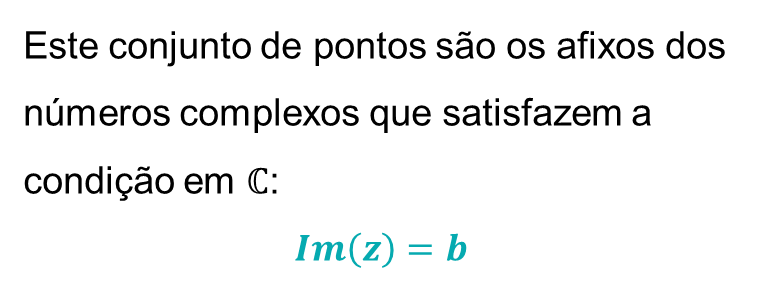 Este conjunto de pontos são os afixos dos
números complexos que satisfazem a
condição em ℂ:
Im(z) = b